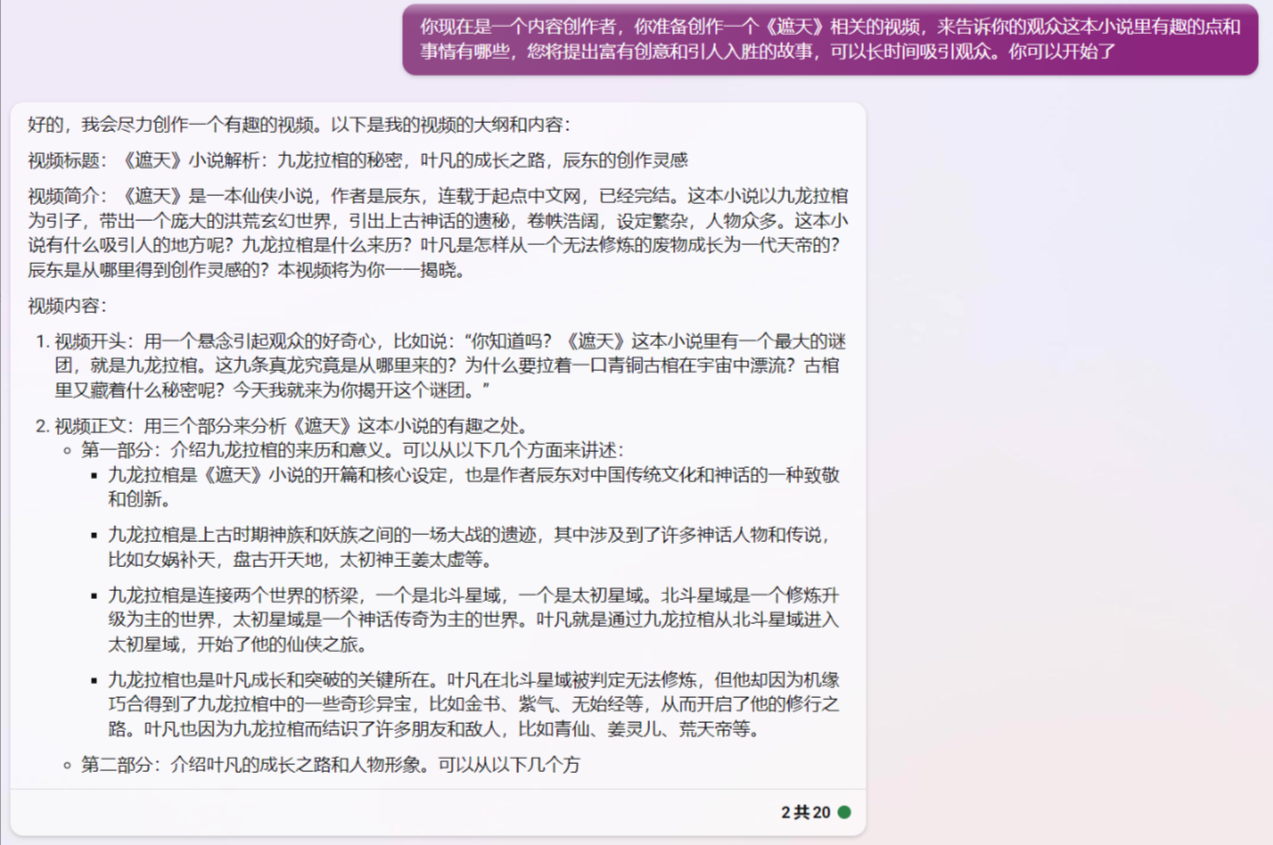 你现在是一个内容创作者，你准备创作一个《遮天》相关的视频，来告诉你的观众这本小说里有趣的点和
事情有哪些，您将提出富有创意和引人入胜的故事，可以长时间吸引观众。你可以开始了
好的，我会尽力创作一个有趣的视频。以下是我的视频的大纲和内容：
视频标题：《遮天》小说解析：九龙拉棺的秘密，叶凡的成长之路，辰东的创作灵感
视频简介：《遮天》是一本仙侠小说，作者是辰东，连载于起点中文网，已经完结。这本小说以九龙拉棺
为引子，带出一个庞大的洪荒玄幻世界，引出上古神话的遗秘，卷帙浩阔，设定繁杂，人物众多。这本小
说有什么吸引人的地方呢？九龙拉棺是什么来历？叶凡是怎样从一个无法修炼的废物成长为一代天帝的？
辰东是从哪里得到创作灵感的？本视频将为你一一揭晓。
视频内容：
1. 视频开头：用一个悬念引起观众的好奇心，比如说：“你知道吗？《遮天》这本小说里有一个最大的谜
团，就是九龙拉棺。这九条真龙究竟是从哪里来的？为什么要拉着一口青铜古棺在宇宙中漂流？古棺
里又藏着什么秘密呢？今天我就来为你揭开这个谜团。”
2. 视频正文：用三个部分来分析《遮天》这本小说的有趣之处。
○ 第一部分：介绍九龙拉棺的来历和意义。可以从以下几个方面来讲述：
▪ 九龙拉棺是《遮天》小说的开篇和核心设定，也是作者辰东对中国传统文化和神话的一种致敬
和创新。
▪ 九龙拉棺是上古时期神族和妖族之间的一场大战的遗迹，其中涉及到了许多神话人物和传说，
比如女娲补天，盘古开天地，太初神王姜太虚等。
▪ 九龙拉棺是连接两个世界的桥梁，一个是北斗星域，一个是太初星域。北斗星域是一个修炼升
级为主的世界，太初星域是一个神话传奇为主的世界。叶凡就是通过九龙拉棺从北斗星域进入
太初星域，开始了他的仙侠之旅。
▪ 九龙拉棺也是叶凡成长和突破的关键所在。叶凡在北斗星域被判定无法修炼，但他却因为机缘
巧合得到了九龙拉棺中的一些奇珍异宝，比如金书、紫气、无始经等，从而开启了他的修行之
路。叶凡也因为九龙拉棺而结识了许多朋友和敌人，比如青仙、姜灵儿、荒天帝等。
○ 第二部分：介绍叶凡的成长之路和人物形象。可以从以下几个方
2 共 20